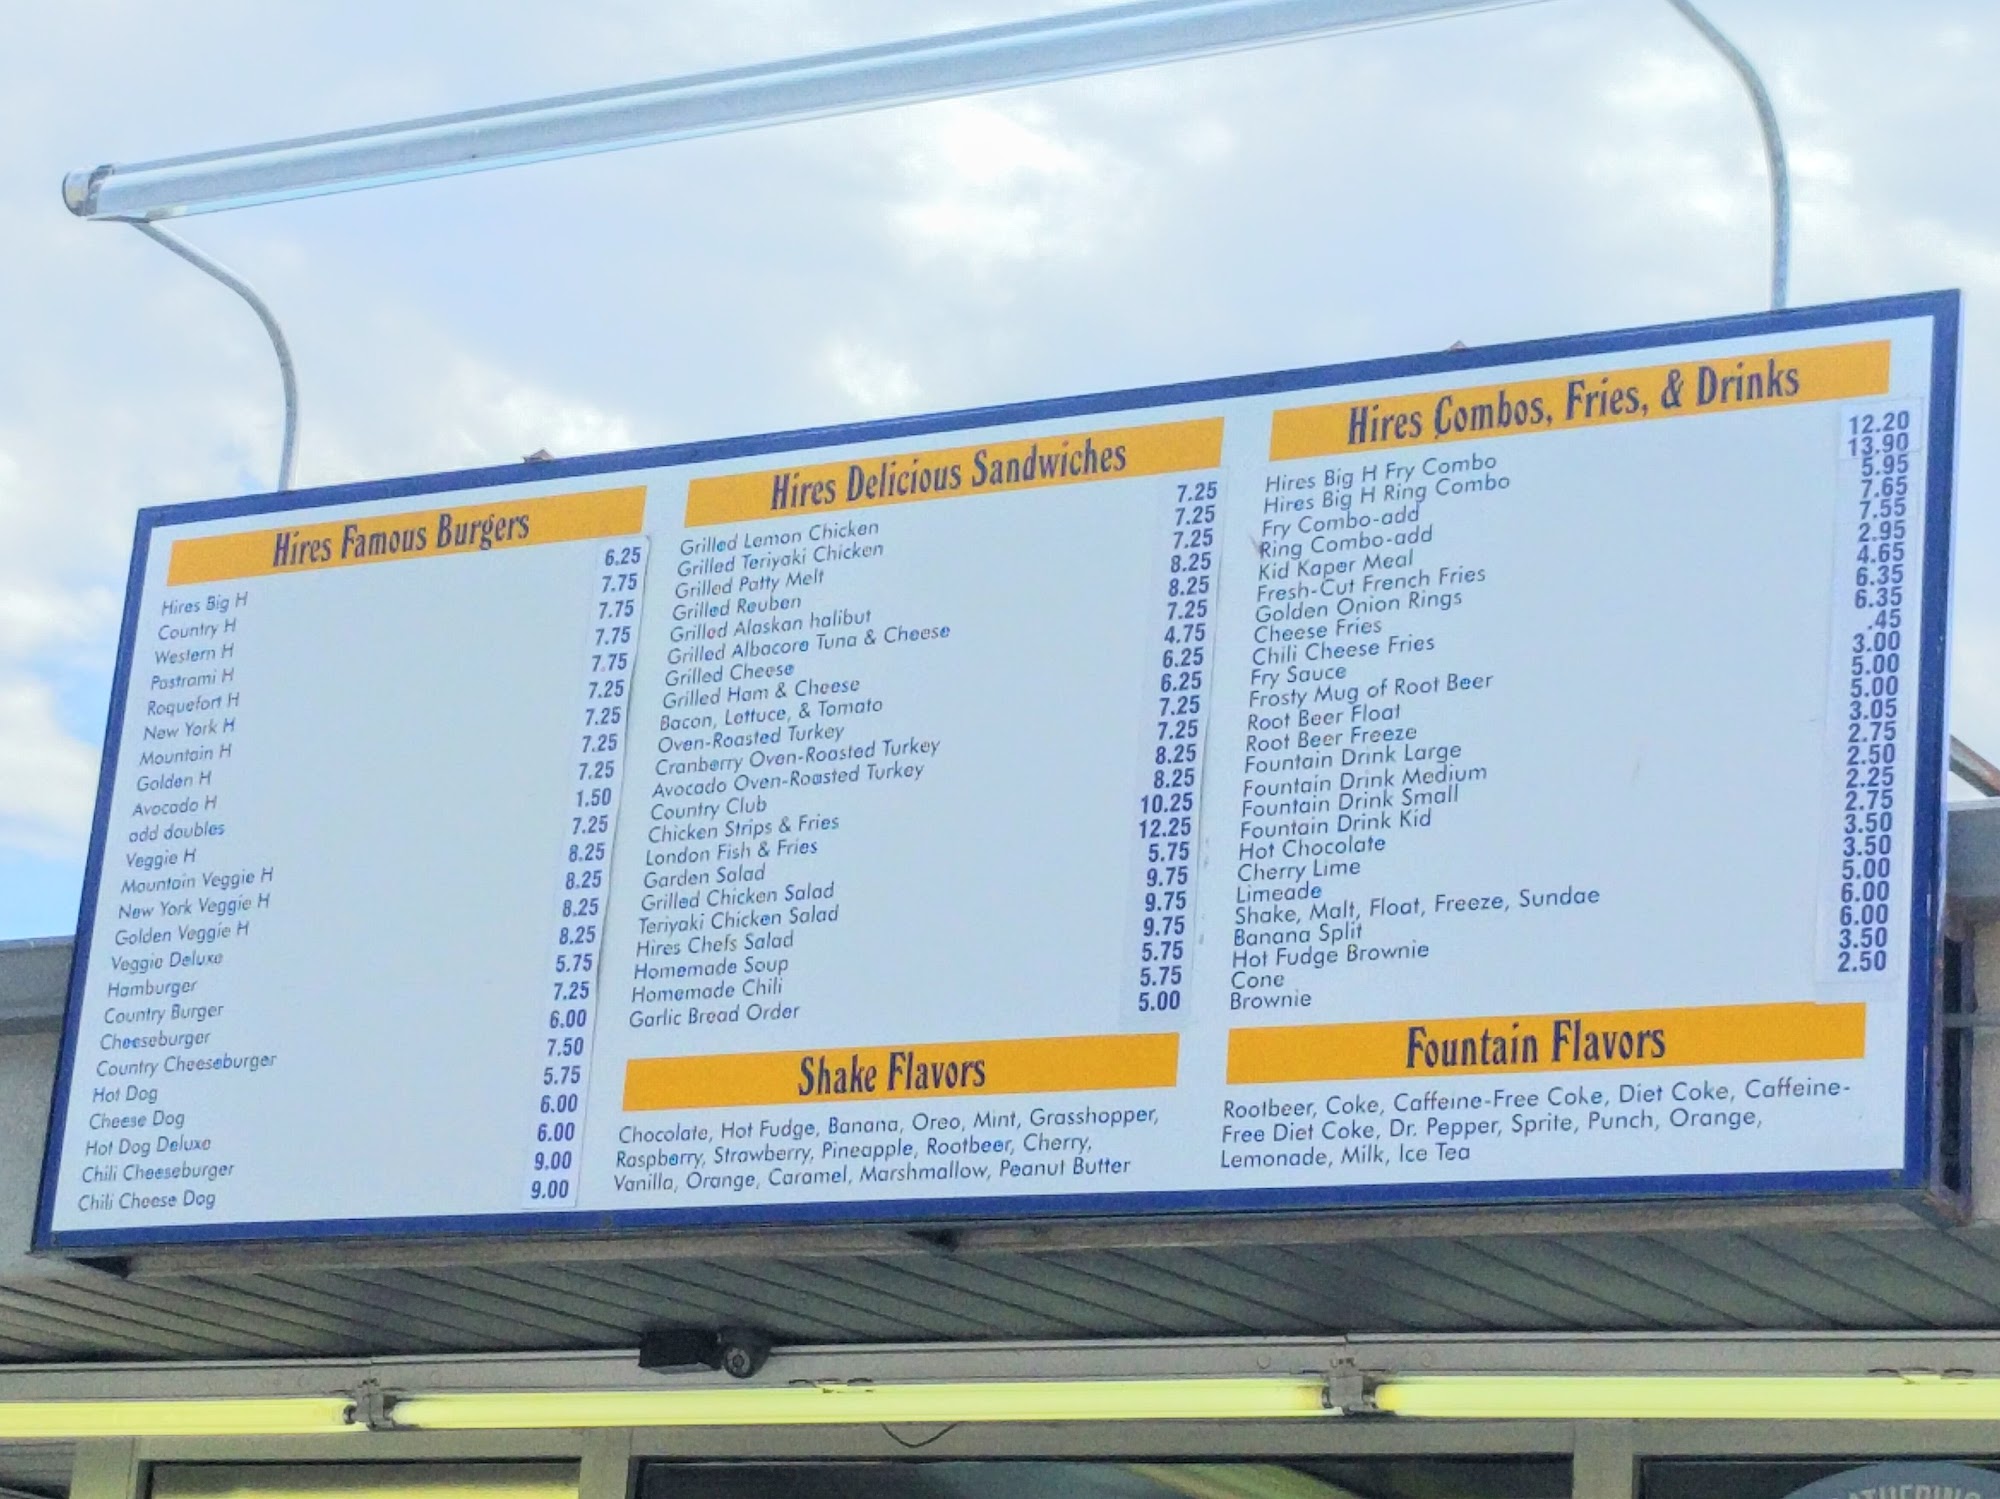 Hires Famous Burgers
Hires Big H 6.25
Country H 7.75
Western H 7.75
Pastrami H 7.75
Roquefort H 7.75
New York H 7.25
Mountain H 7.25
Golden H 7.25
Avocado H 7.25
add doubles 1.50
Veggie H 7.25
Mountain Veggie H 8.25
New York Veggie H 8.25
Golden Veggie H 8.25
Veggie Deluxe 8.25
Hamburger 5.75
Country Burger 7.25
Cheeseburger 6.00
Country Cheeseburger 7.50
Hot Dog 5.75
Cheese Dog 6.00
Hot Dog Deluxe 6.00
Chili Cheeseburger 9.00
Chili Cheese Dog 9.00
Hires Delicious Sandwiches
Grilled Lemon Chicken 7.25
Grilled Teriyaki Chicken 7.25
Grilled Patty Melt 7.25
Grilled Reuben 8.25
Grilled Alaskan halibut 8.25
Grilled Albacore Tuna & Cheese 7.25
Grilled Cheese 4.75
Grilled Ham & Cheese 6.25
Bacon, Lettuce, & Tomato 6.25
Oven-Roasted Turkey 7.25
Cranberry Oven-Roasted Turkey 7.25
Avocado Oven-Roasted Turkey 8.25
Country Club 8.25
Chicken Strips & Fries 10.25
London Fish & Fries 12.25
Garden Salad 5.75
Grilled Chicken Salad 9.75
Teriyaki Chicken Salad 9.75
Hires Chefs Salad 9.75
Homemade Soup 5.75
Homemade Chili 5.75
Garlic Bread Order 5.00
Shake Flavors
Chocolate, Hot Fudge, Banana, Oreo, Mint, Grasshopper,
Raspberry, Strawberry, Pineapple, Rootbeer, Cherry,
Vanilla, Orange, Caramel, Marshmallow, Peanut Butter
Hires Combos, Fries, & Drinks
Hires Big H Fry Combo 12.20
Hires Big H Ring Combo 13.90
Fry Combo-add 5.95
Ring Combo-add 7.65
Kid Kaper Meal 7.55
Fresh-Cut French Fries 2.95
Golden Onion Rings 4.65
Cheese Fries 6.35
Chili Cheese Fries 6.35
Fry Sauce .45
Frosty Mug of Root Beer 3.00
Root Beer Float 5.00
Root Beer Freeze 5.00
Fountain Drink Large 3.05
Fountain Drink Medium 2.75
Fountain Drink Small 2.50
Fountain Drink Kid 2.25
Hot Chocolate 2.75
Cherry Lime 3.50
Limeade 3.50
Shake, Malt, Float, Freeze, Sundae 5.00
Banana Split 6.00
Hot Fudge Brownie 6.00
Cone 3.50
Brownie 2.50
Fountain Flavors
Rootbeer, Coke, Caffeine-Free Coke, Diet Coke, Caffeine-
Free Diet Coke, Dr. Pepper, Sprite, Punch, Orange,
Lemonade, Milk, Ice Tea